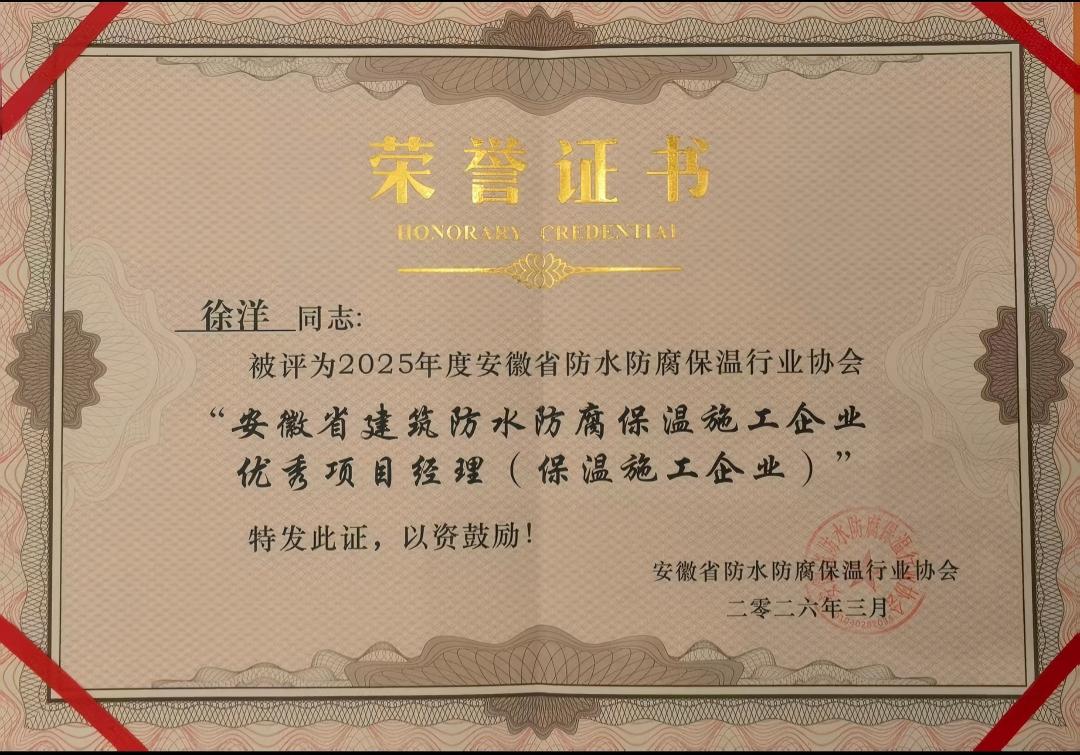 荣誉证书
HONORARY CREDENTIAL
徐洋 同志:
被评为2025年度安徽省防水防腐保温行业协会
“安徽省建筑防水防腐保温施工企业
优秀项目经理（保温施工企业）”
特发此证，以资鼓励！
安徽省防水防腐保温行业协会
二零二六年三月